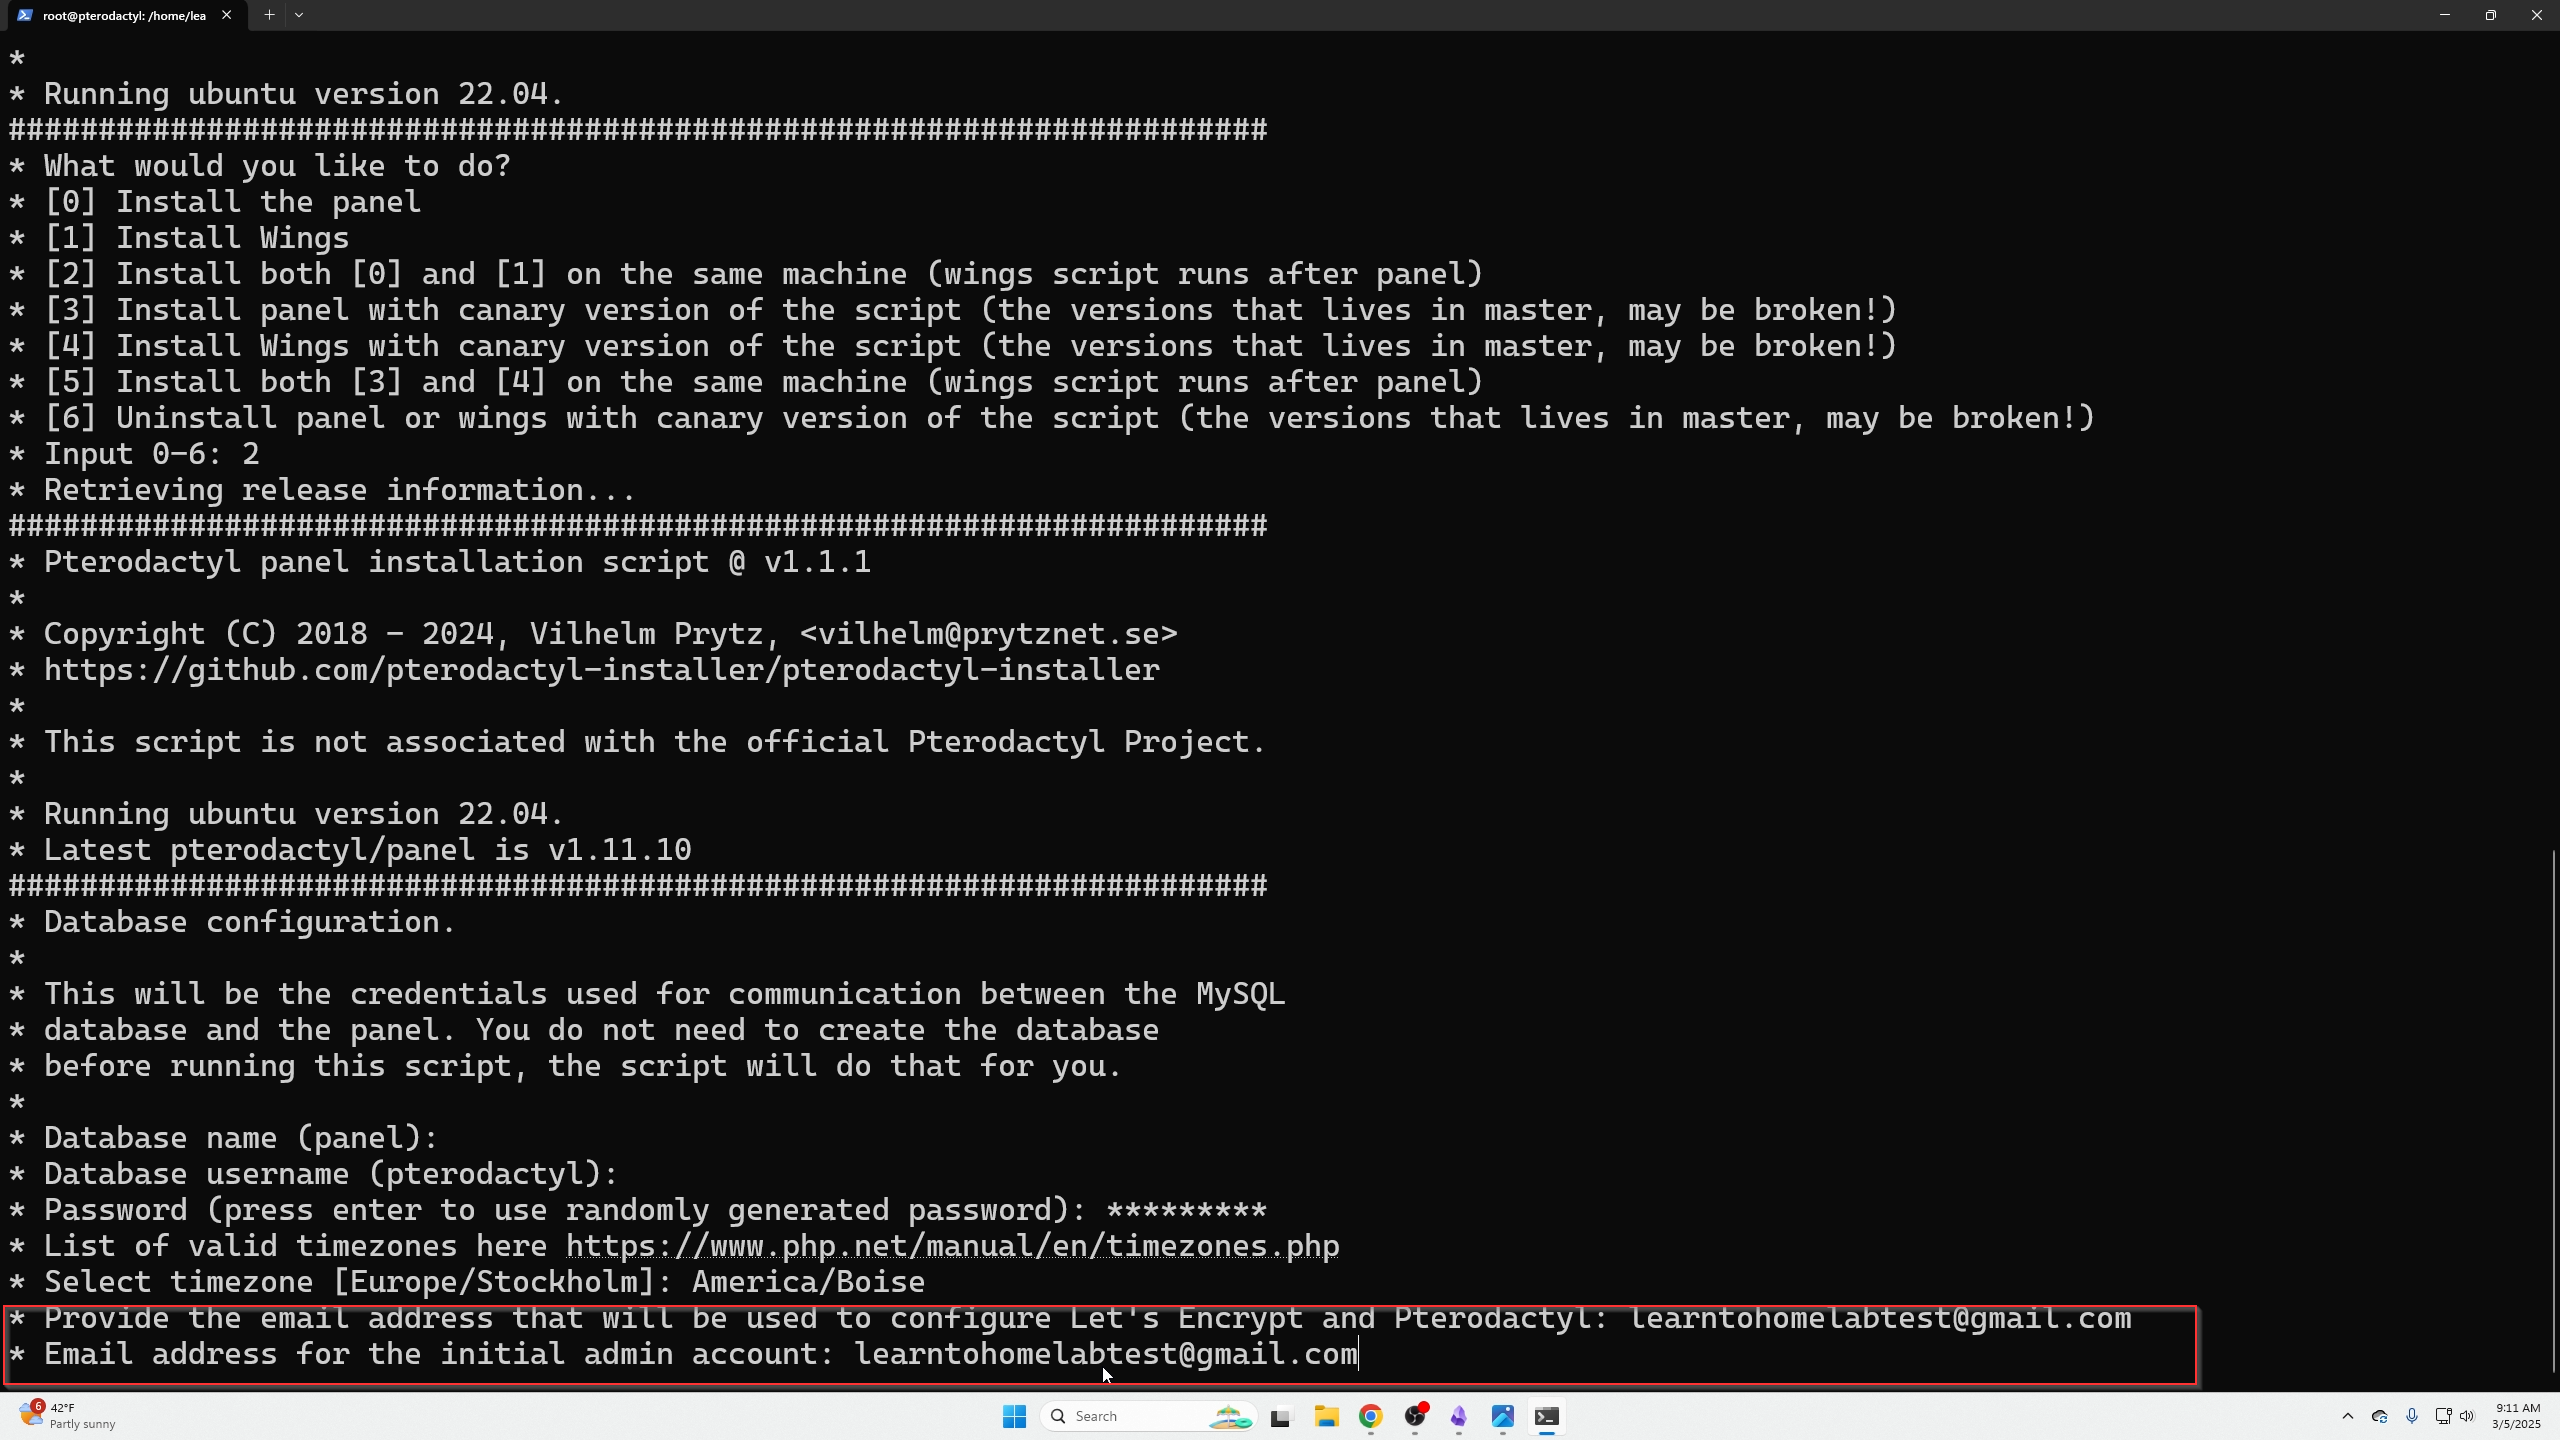 root@pterodactyl: /home/lea
*
* Running ubuntu version 22.04.
######################################################################
* What would you like to do?
* [0] Install the panel
* [1] Install Wings
* [2] Install both [0] and [1] on the same machine (wings script runs after panel)
* [3] Install panel with canary version of the script (the versions that lives in master, may be broken!)
* [4] Install Wings with canary version of the script (the versions that lives in master, may be broken!)
* [5] Install both [3] and [4] on the same machine (wings script runs after panel)
* [6] Uninstall panel or wings with canary version of the script (the versions that lives in master, may be broken!)
* Input 0-6: 2
* Retrieving release information...
######################################################################
* Pterodactyl panel installation script @ v1.1.1
*
* Copyright (C) 2018 - 2024, Vilhelm Prytz, <vilhelm@prytznet.se>
* https://github.com/pterodactyl-installer/pterodactyl-installer
*
* This script is not associated with the official Pterodactyl Project.
*
* Running ubuntu version 22.04.
* Latest pterodactyl/panel is v1.11.10
######################################################################
* Database configuration.
*
* This will be the credentials used for communication between the MySQL
* database and the panel. You do not need to create the database
* before running this script, the script will do that for you.
*
* Database name (panel):
* Database username (pterodactyl):
* Password (press enter to use randomly generated password): *********
* List of valid timezones here https://www.php.net/manual/en/timezones.php
* Select timezone [Europe/Stockholm]: America/Boise
* Provide the email address that will be used to configure Let's Encrypt and Pterodactyl: learntohomelabtest@gmail.com
* Email address for the initial admin account: learntohomelabtest@gmail.com
6
42°F
Partly sunny
Search
9:11 AM
3/5/2025